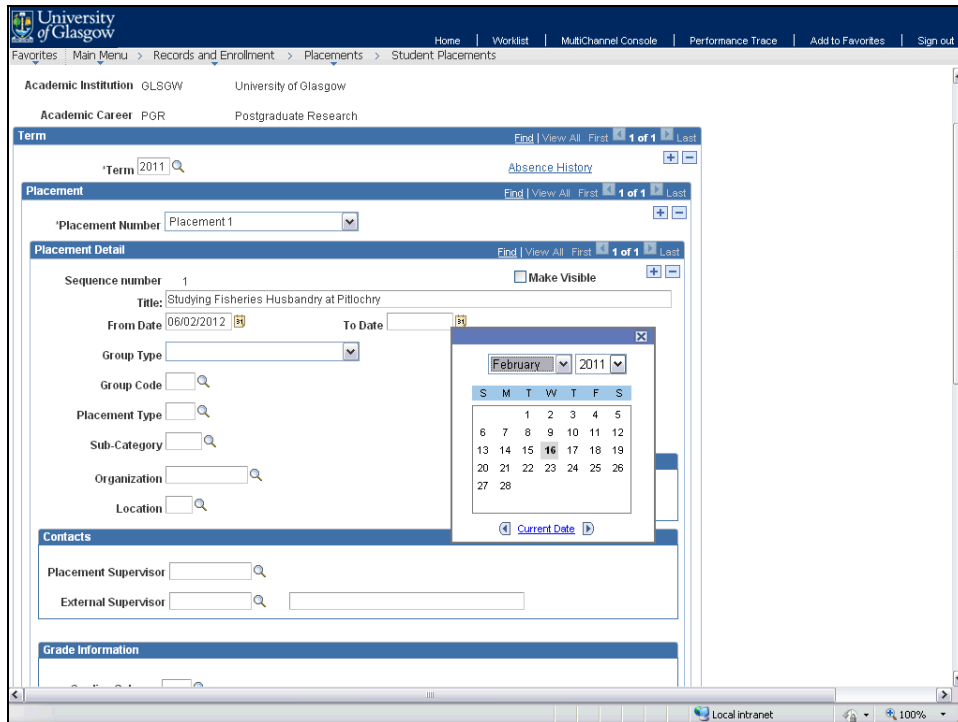 University
of Glasgow
Home | Worklist | MultiChannel Console | Performance Trace | Add to Favorites | Sign out
Favorites Main Menu > Records and Enrollment > Placements > Student Placements
Academic Institution GLSGW University of Glasgow
Academic Career PGR Postgraduate Research
Term Find | View All First 1 of 1 Last
*Term 2011 Absence History
Placement Find | View All First 1 of 1 Last
*Placement Number Placement 1
Placement Detail Find | View All First 1 of 1 Last
Sequence number 1 Make Visible
Title: Studying Fisheries Husbandry at Pitlochry
From Date 06/02/2012 31 To Date 31
Group Type
February 2011
Group Code
S M T W T F S
1 2 3 4 5
Placement Type
6 7 8 9 10 11 12
Sub-Category
13 14 15 16 17 18 19
20 21 22 23 24 25 26
Organization
27 28
Location
Current Date
Contacts
Placement Supervisor
External Supervisor
Grade Information
Local intranet 100%